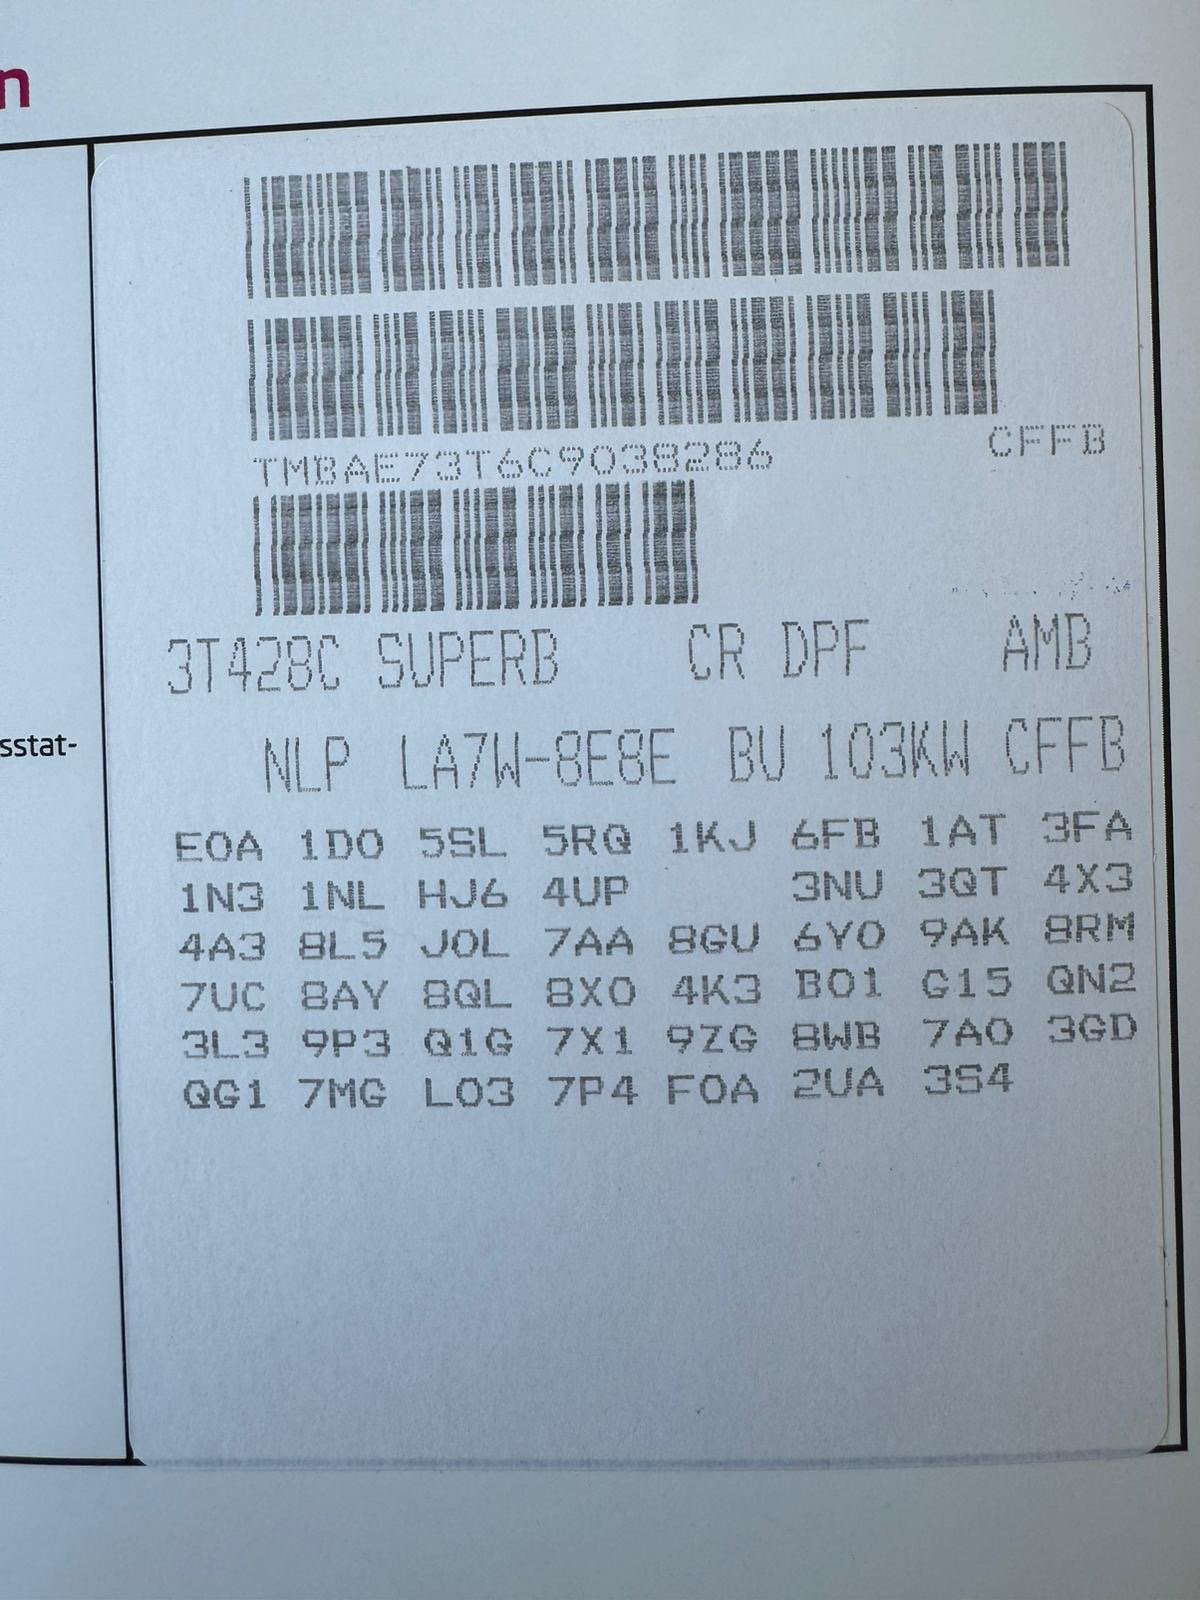 n
TMBAE73T6C9038286 CFFB
3T428C SUPERB CR DPF AMB
sstat-
NLP LA7W-8E8E BU 103KW CFFB
E0A 1D0 5SL 5RQ 1KJ 6FB 1AT 3FA
1N3 1NL HJ6 4UP 3NU 3QT 4X3
4A3 8L5 J0L 7AA 8GU 6Y0 9AK 8RM
7UC 8AY 8QL 8X0 4K3 B01 G15 QN2
3L3 9P3 Q1G 7X1 9ZG 8WB 7A0 3GD
QG1 7MG L03 7P4 F0A 2UA 3S4